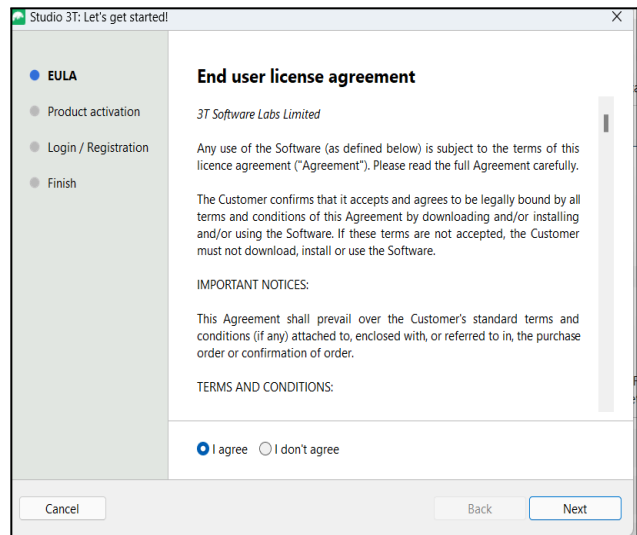 Studio 3T: Let's get started!
EULA
Product activation
Login / Registration
Finish
End user license agreement
3T Software Labs Limited
Any use of the Software (as defined below) is subject to the terms of this
licence agreement ("Agreement"). Please read the full Agreement carefully.
The Customer confirms that it accepts and agrees to be legally bound by all
terms and conditions of this Agreement by downloading and/or installing
and/or using the Software. If these terms are not accepted, the Customer
must not download, install or use the Software.
IMPORTANT NOTICES:
This Agreement shall prevail over the Customer's standard terms and
conditions (if any) attached to, enclosed with, or referred to in, the purchase
order or confirmation of order.
TERMS AND CONDITIONS:
I agree I don't agree
Cancel Back Next